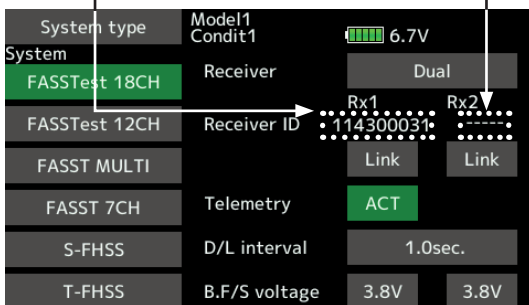 System type
Model1
Condit1
6.7V
System
FASSTest 18CH
Receiver
Dual
Rx1
Rx2
FASSTest 12CH
Receiver ID
114300031
-----
FASST MULTI
Link
Link
FASST 7CH
Telemetry
ACT
S-FHSS
D/L interval
1.0sec.
T-FHSS
B.F/S voltage
3.8V
3.8V